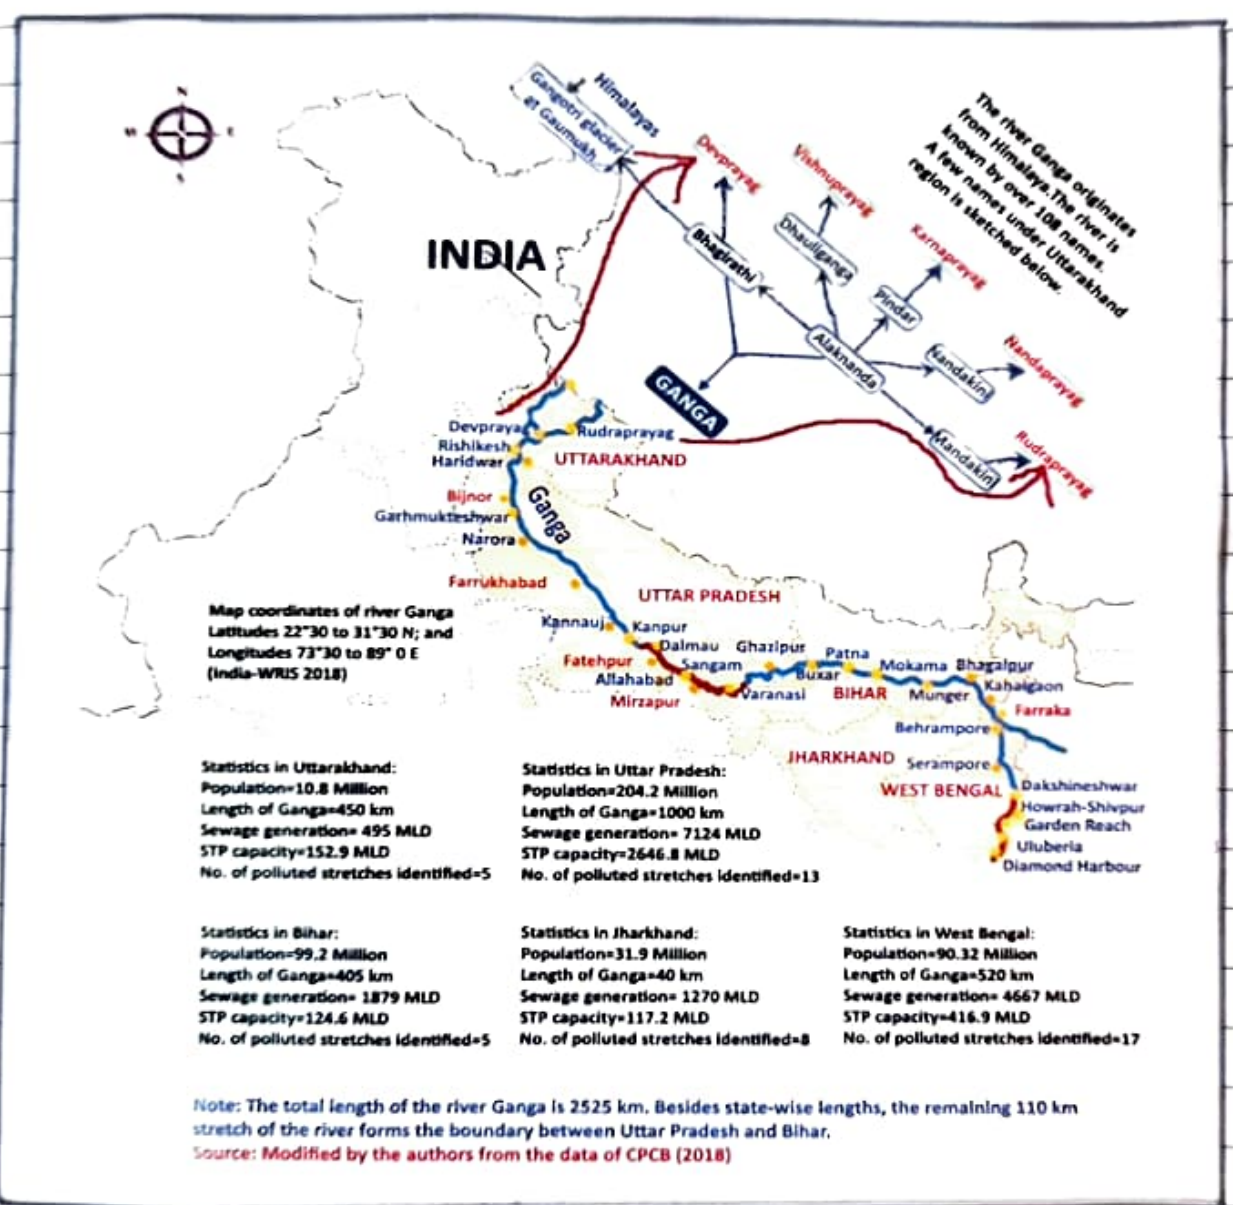 N
W E
S
Himalayas
Gangotri glacier
at Gaumukh
Devprayag
Vishnuprayag
Karnaprayag
Nandaprayag
Rudraprayag
The river Ganga originates
from Himalaya.The river is
known by over 108 names.
A few names under Uttarakhand
region is sketched below.
INDIA
Bhagirathi
Dhauliganga
Pindar
Alaknanda
Nandakini
Mandakini
GANGA
Devprayag
Rudraprayag
Rishikesh
Haridwar
UTTARAKHAND
Bijnor
Ganga
Garhmukteshwar
Narora
Farrukhabad
UTTAR PRADESH
Map coordinates of river Ganga
Latitudes 22°30 to 31°30 N; and
Longitudes 73°30 to 89° 0 E
(India-WRIS 2018)
Kannauj
Kanpur
Dalmau
Ghazipur
Patna
Fatehpur
Sangam
Buxar
Mokama
Bhagalpur
Allahabad
Varanasi
BIHAR
Munger
Kahalgaon
Mirzapur
Farraka
Behrampore
JHARKHAND
Serampore
WEST BENGAL
Dakshineshwar
Howrah-Shivpur
Garden Reach
Uluberia
Diamond Harbour
Statistics in Uttarakhand:
Population=10.8 Million
Length of Ganga=450 km
Sewage generation= 495 MLD
STP capacity=152.9 MLD
No. of polluted stretches identified=5
Statistics in Uttar Pradesh:
Population=204.2 Million
Length of Ganga=1000 km
Sewage generation= 7124 MLD
STP capacity=2646.8 MLD
No. of polluted stretches identified=13
Statistics in Bihar:
Population=99.2 Million
Length of Ganga=405 km
Sewage generation= 1879 MLD
STP capacity=124.6 MLD
No. of polluted stretches identified=5
Statistics in Jharkhand:
Population=31.9 Million
Length of Ganga=40 km
Sewage generation= 1270 MLD
STP capacity=117.2 MLD
No. of polluted stretches identified=8
Statistics in West Bengal:
Population=90.32 Million
Length of Ganga=520 km
Sewage generation= 4667 MLD
STP capacity=416.9 MLD
No. of polluted stretches identified=17
Note: The total length of the river Ganga is 2525 km. Besides state-wise lengths, the remaining 110 km
stretch of the river forms the boundary between Uttar Pradesh and Bihar.
Source: Modified by the authors from the data of CPCB (2018)